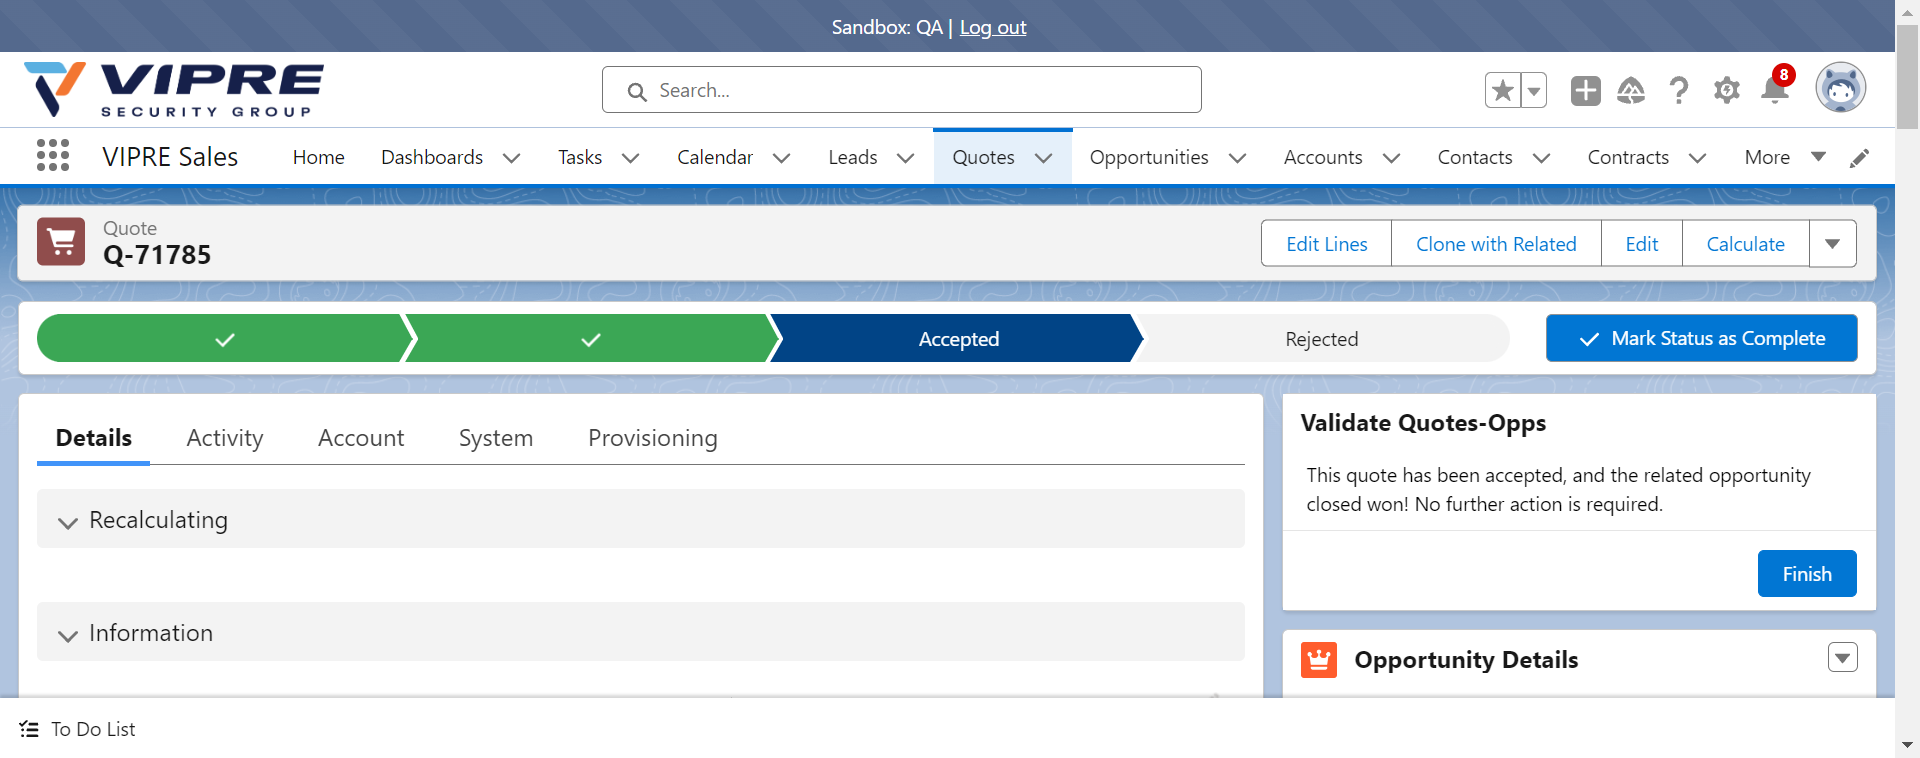 Sandbox: QA | Log out
VIPRE
SECURITY GROUP
Search...
8
VIPRE Sales
Home
Dashboards
Tasks
Calendar
Leads
Quotes
Opportunities
Accounts
Contacts
Contracts
More
Quote
Q-71785
Edit Lines
Clone with Related
Edit
Calculate
Accepted
Rejected
Mark Status as Complete
Details
Activity
Account
System
Provisioning
Recalculating
Information
Validate Quotes-Opps
This quote has been accepted, and the related opportunity
closed won! No further action is required.
Finish
Opportunity Details
To Do List